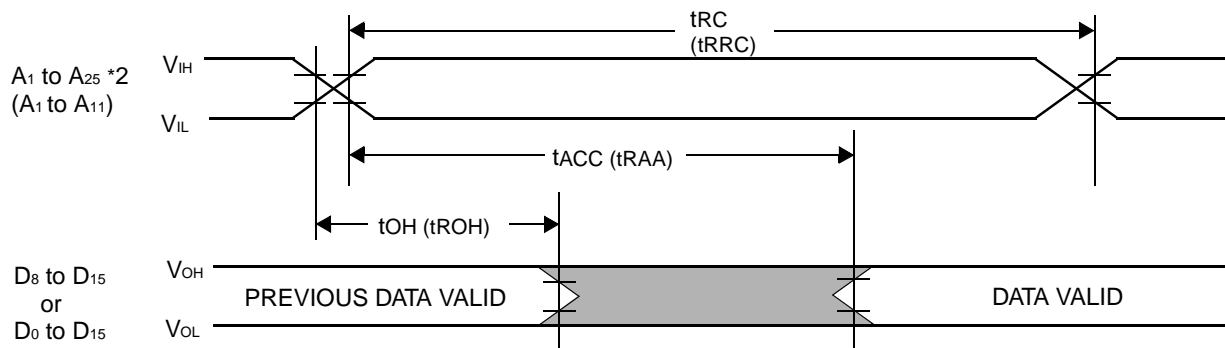 tRC
(tRRC)
A1 to A25 *2
(A1 to A11)
VIH
VIL
tACC (tRAA)
tOH (tROH)
D8 to D15
or
D0 to D15
VOH
VOL
PREVIOUS DATA VALID
DATA VALID